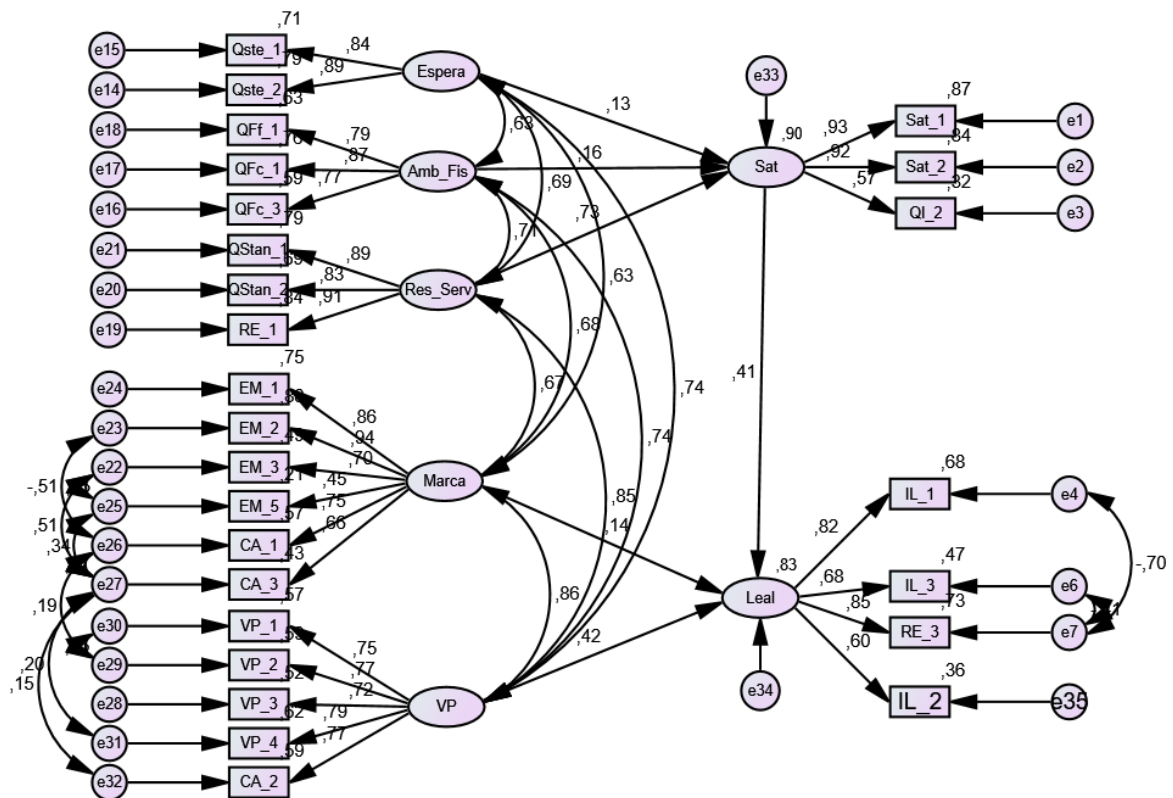 ,71
e15
Qste_1
,84
Espera
,79
e14
Qste_2
,89
,63
e18
QFf_1
,79
e17
QFc_1
,87
Amb_Fis
,59
,77
e16
QFc_3
,79
e21
QStan_1
,89
,69
e20
QStan_2
,83
Res_Serv
,84
,91
e19
RE_1
,75
e24
EM_1
,86
e23
EM_2
,94
e22
EM_3
,70
Marca
,21
,45
e25
EM_5
,75
,57
e26
CA_1
,66
,43
e27
CA_3
,57
e30
VP_1
,75
e29
VP_2
,77
,52
e28
VP_3
,72
VP
,62
,79
e31
VP_4
,77
,59
e32
CA_2
-,51
,51
,34
,19
,20
,15
,63
,69
,71
,63
,68
,67
,74
,74
,85
,86
,13
,16
,73
,14
,42
,41
e33
,90
Sat
,93
,92
,57
,87
Sat_1
e1
,84
Sat_2
e2
,32
QI_2
e3
,83
Leal
e34
,82
,68
,85
,60
,68
IL_1
e4
-,70
,47
IL_3
e6
,73
RE_3
e7
,36
IL_2
e35